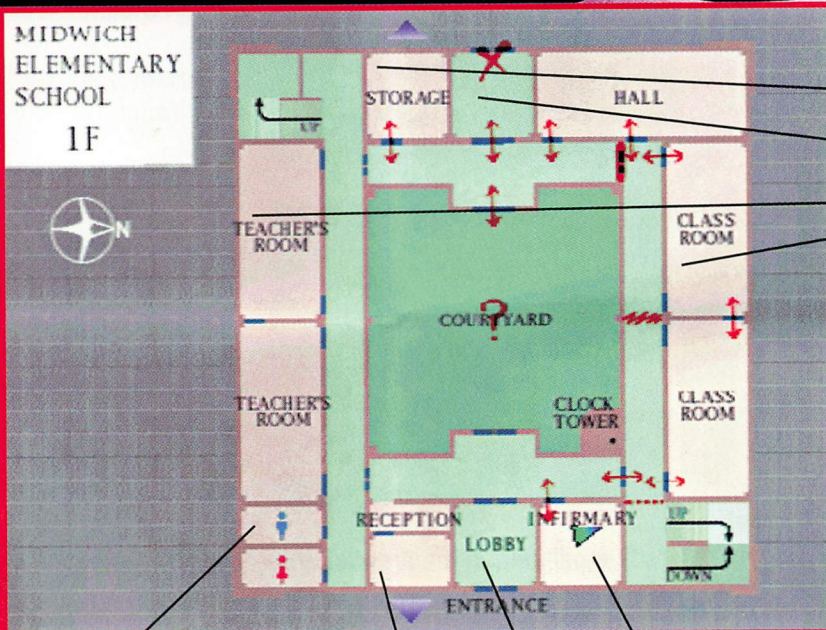 MIDWICH
ELEMENTARY
SCHOOL
1F
N
UP
STORAGE
HALL
TEACHER'S
ROOM
CLASS
ROOM
COURTYARD
?
TEACHER'S
ROOM
CLOCK
TOWER
CLASS
ROOM
RECEPTION
LOBBY
INFIRMARY
UP
DOWN
ENTRANCE